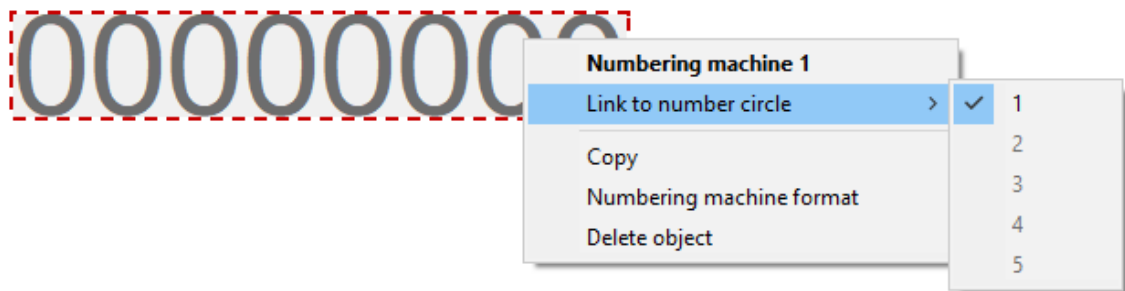 00000000
Numbering machine 1
Link to number circle
1
2
3
4
5
Copy
Numbering machine format
Delete object